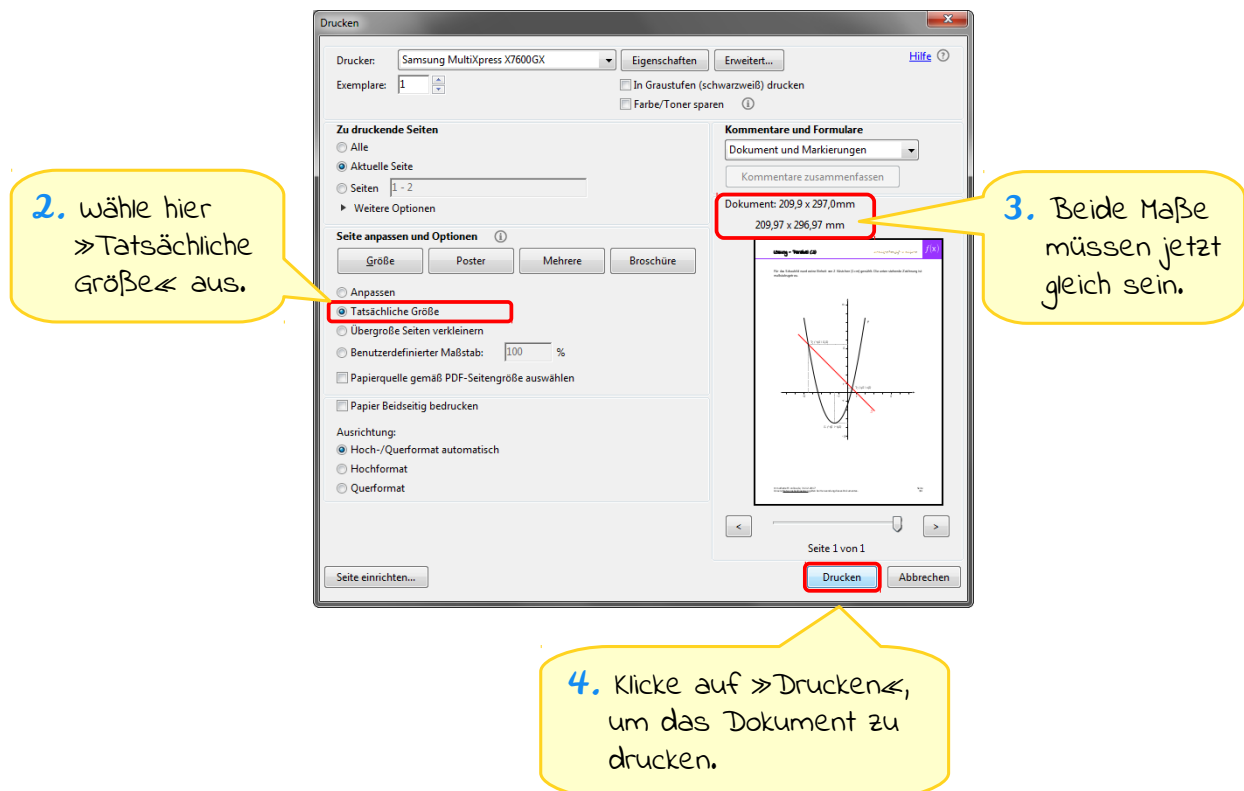 Drucken
Drucker: Samsung MultiXpress X7600GX Eigenschaften Erweitert... Hilfe
Exemplare: 1 In Graustufen (schwarzweiß) drucken
Farbe/Toner sparen
Zu druckende Seiten
Alle
Aktuelle Seite
Seiten 1 - 2
Weitere Optionen
Kommentare und Formulare
Dokument und Markierungen
Kommentare zusammenfassen
2. Wähle hier
»Tatsächliche
Größe« aus.
Dokument: 209,9 x 297,0mm
209,97 x 296,97 mm
3. Beide Maße
müssen jetzt
gleich sein.
Seite anpassen und Optionen
Größe Poster Mehrere Broschüre
Anpassen
Tatsächliche Größe
Übergroße Seiten verkleinern
Benutzerdefinierter Maßstab: 100 %
Papierquelle gemäß PDF-Seitengröße auswählen
Papier Beidseitig bedrucken
Ausrichtung:
Hoch-/Querformat automatisch
Hochformat
Querformat
f(x)
< >
Seite 1 von 1
Seite einrichten... Drucken Abbrechen
4. Klicke auf »Drucken«,
um das Dokument zu
drucken.